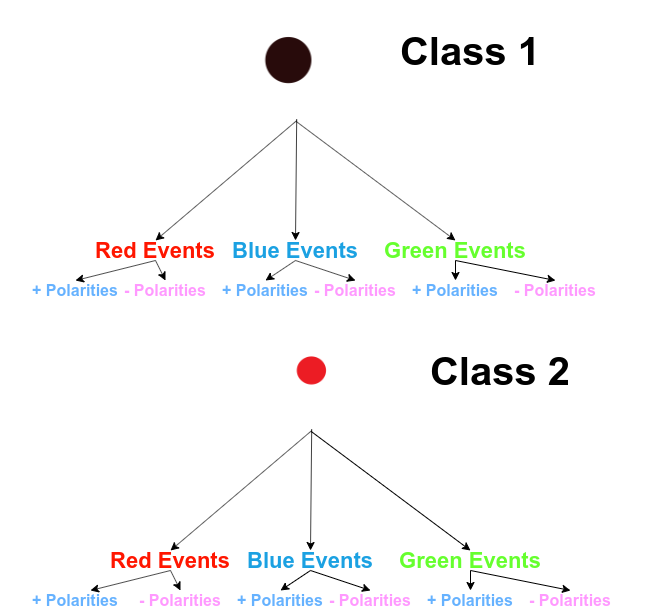 Class 1
Red Events Blue Events Green Events
+ Polarities - Polarities + Polarities - Polarities + Polarities - Polarities
Class 2
Red Events Blue Events Green Events
+ Polarities - Polarities + Polarities - Polarities + Polarities - Polarities